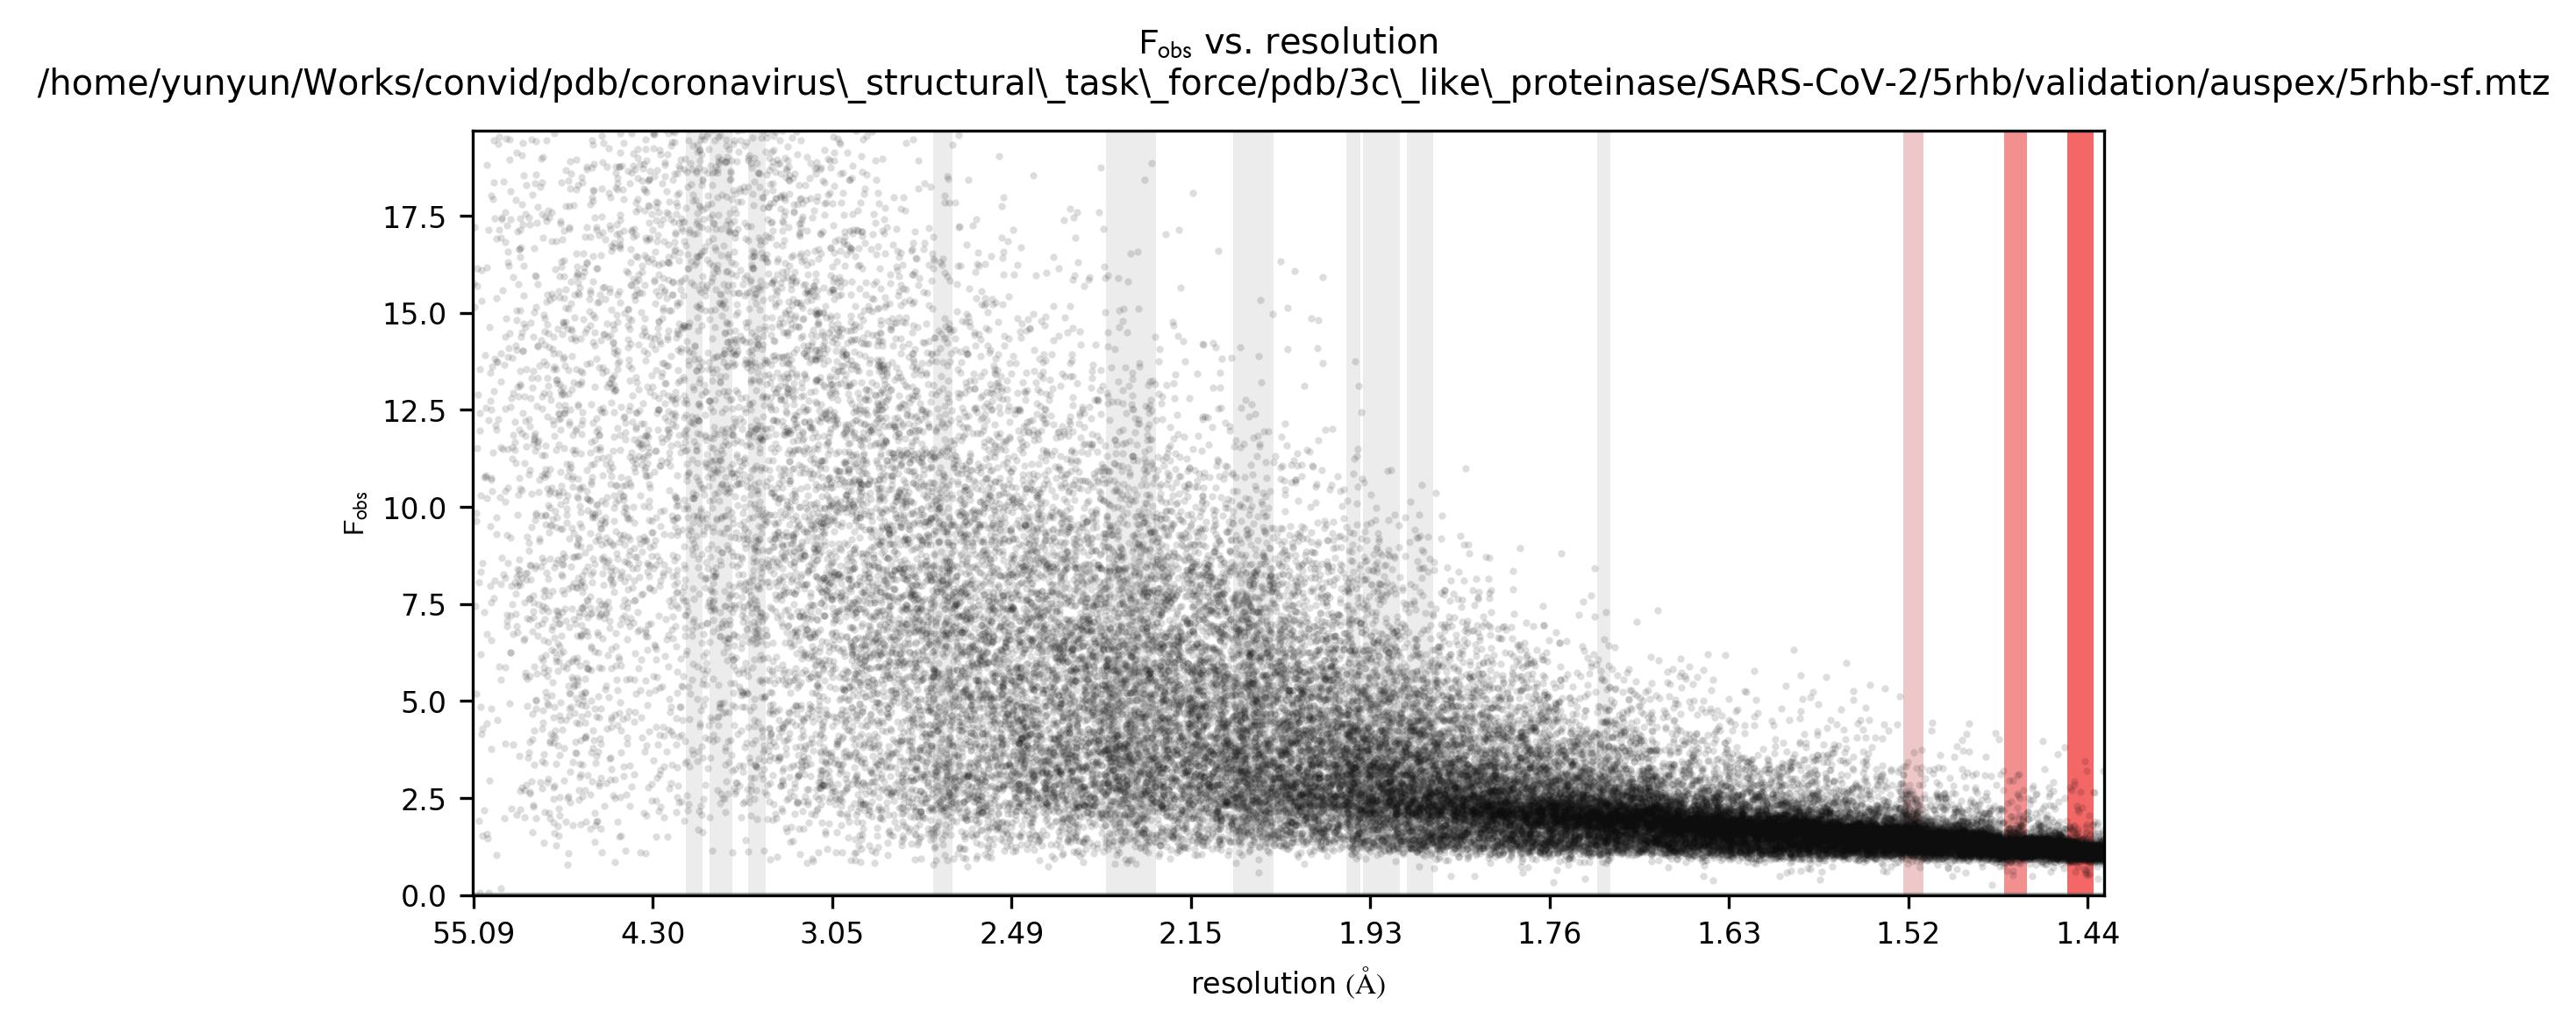 F_obs vs. resolution
/home/yunyun/Works/convid/pdb/coronavirus\_structural\_task\_force/pdb/3c\_like\_proteinase/SARS-CoV-2/5rhb/validation/auspex/5rhb-sf.mtz
F_obs
17.5
15.0
12.5
10.0
7.5
5.0
2.5
0.0
55.09 4.30 3.05 2.49 2.15 1.93 1.76 1.63 1.52 1.44
resolution (Å)